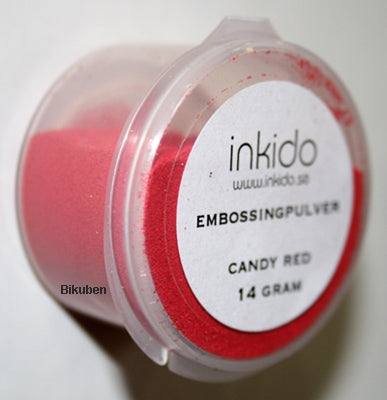 inkido
www.inkido.se
EMBOSSINGPULVER
CANDY RED
14 GRAM
Bikuben